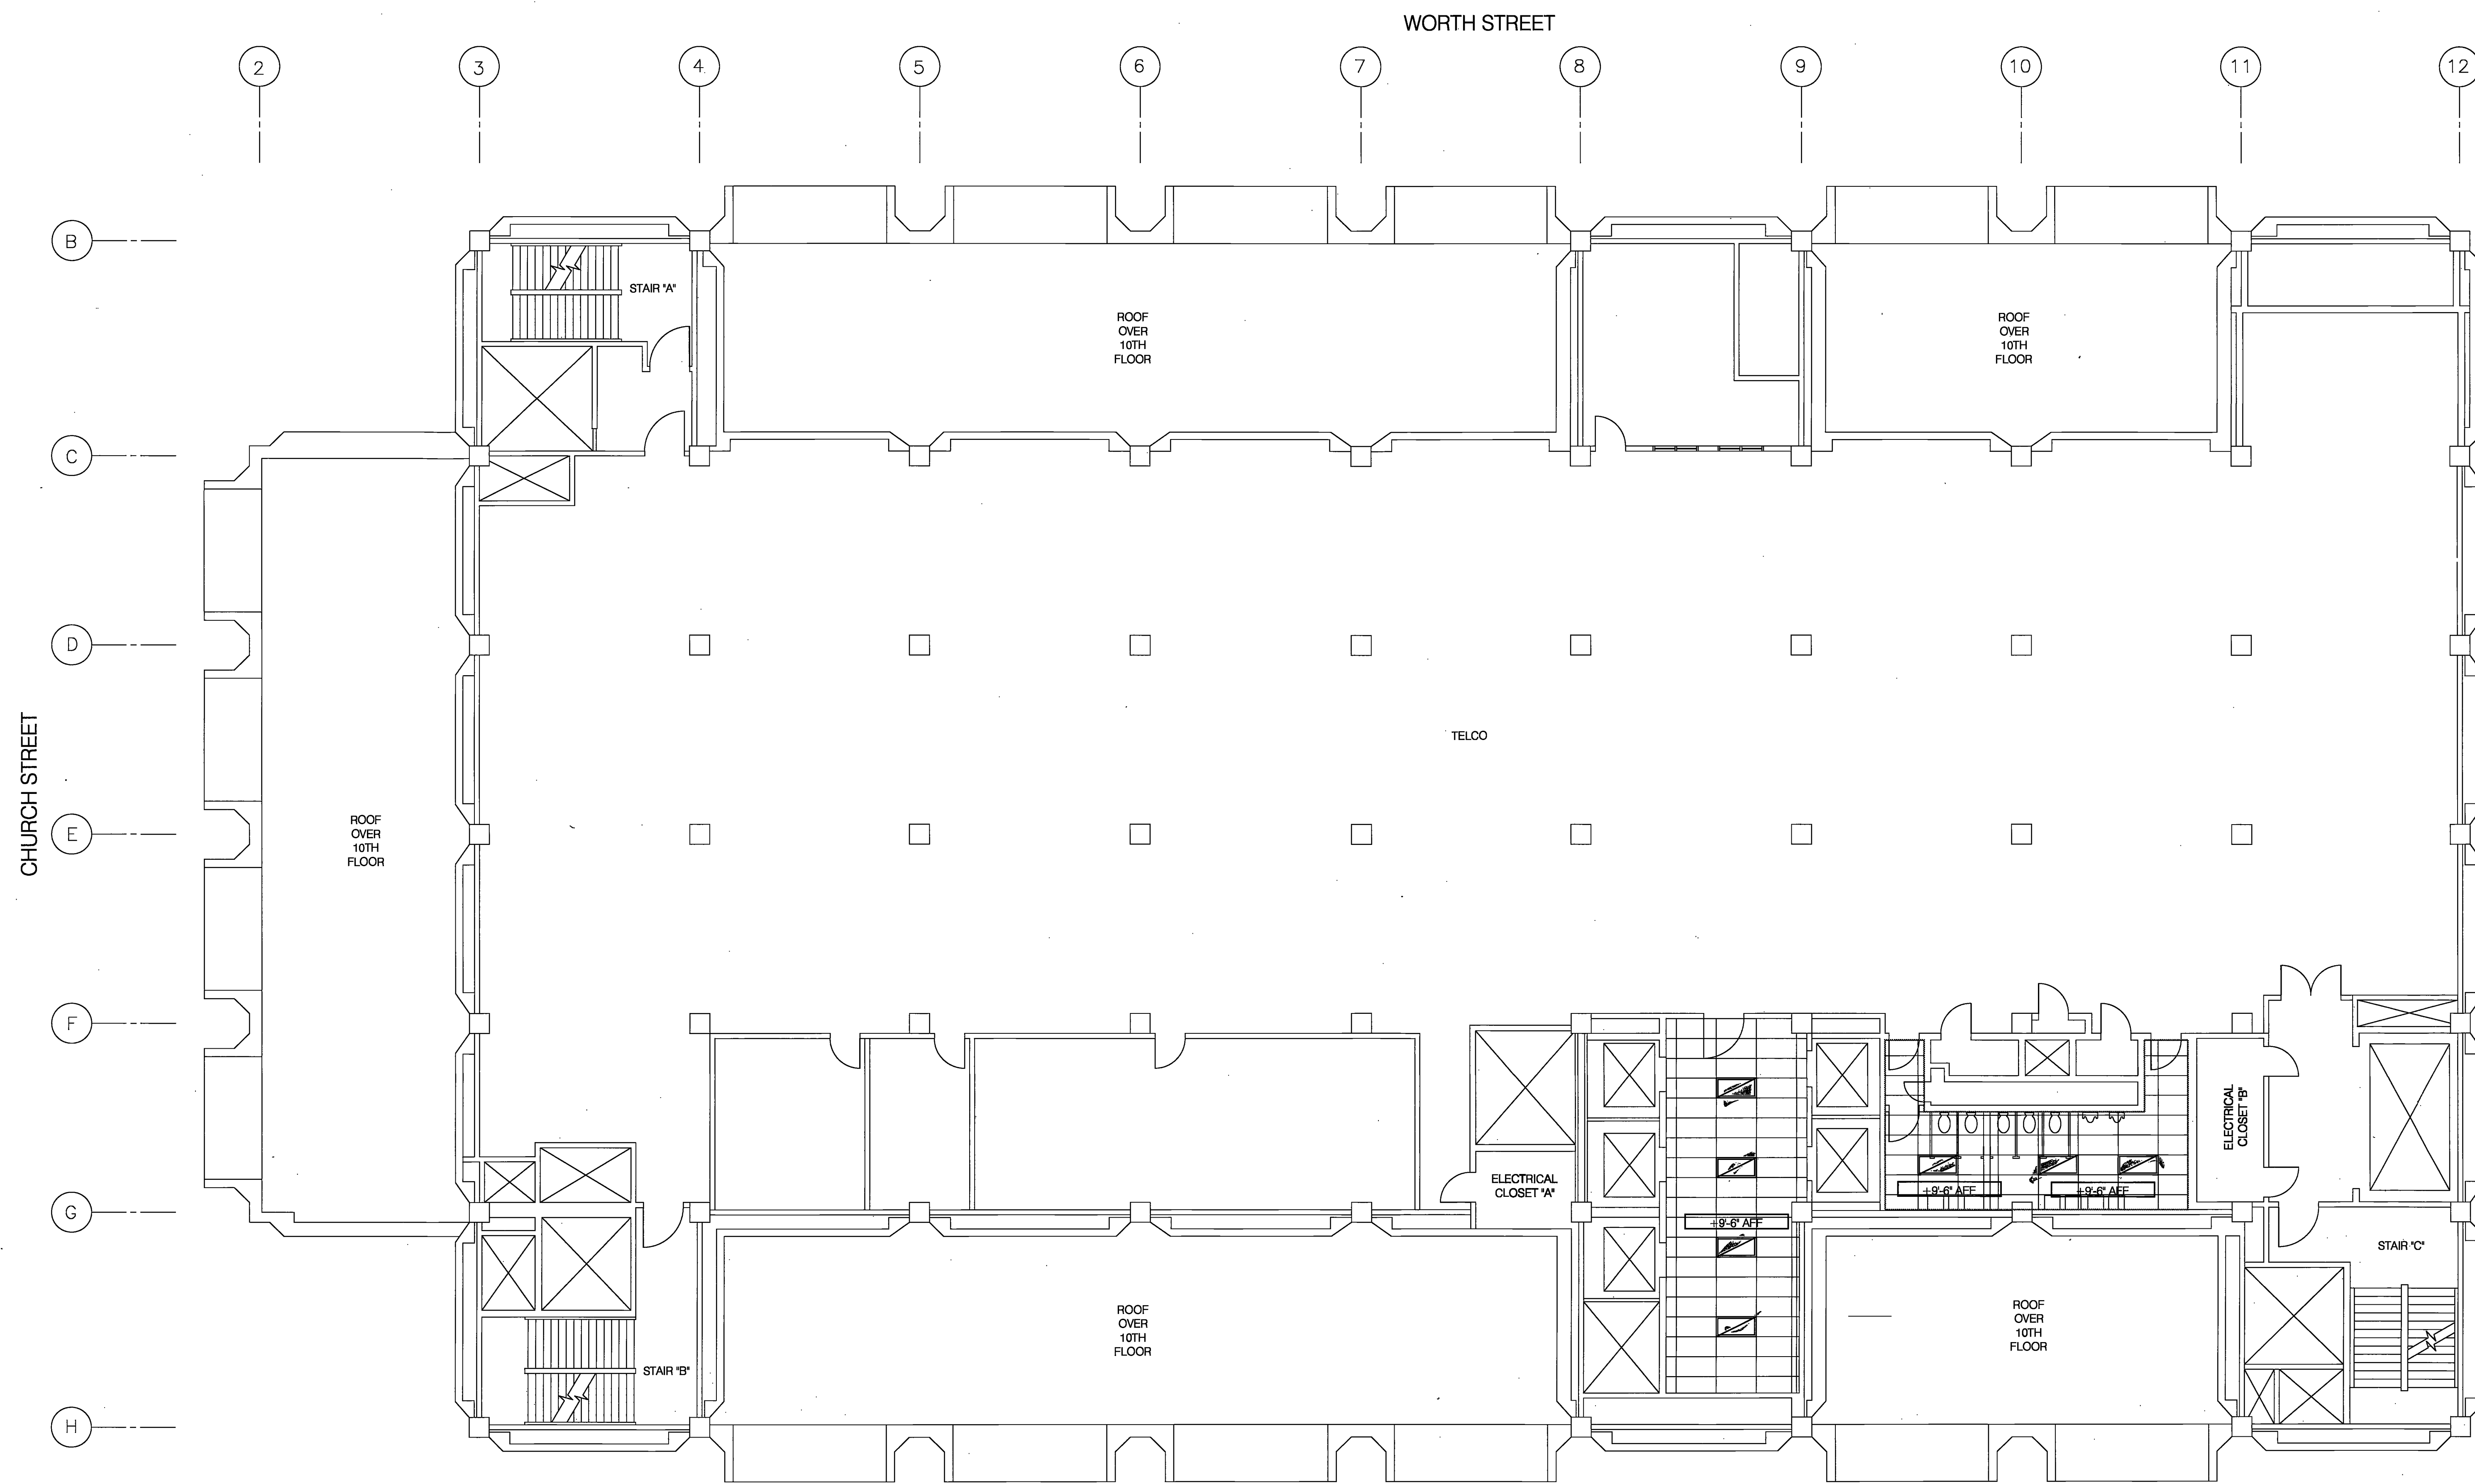 WORTH STREET
2
3
4
5
6
7
8
9
10
11
12
B
STAIR "A"
ROOF
OVER
10TH
FLOOR
ROOF
OVER
10TH
FLOOR
C
D
CHURCH STREET
TELCO
E
ROOF
OVER
10TH
FLOOR
F
ELECTRICAL
CLOSET "B"
ELECTRICAL
CLOSET "A"
+9'-6" AFF
+9'-6" AFF
G
+9'-6" AFF
STAIR "C"
ROOF
OVER
10TH
FLOOR
ROOF
OVER
10TH
FLOOR
STAIR "B"
H